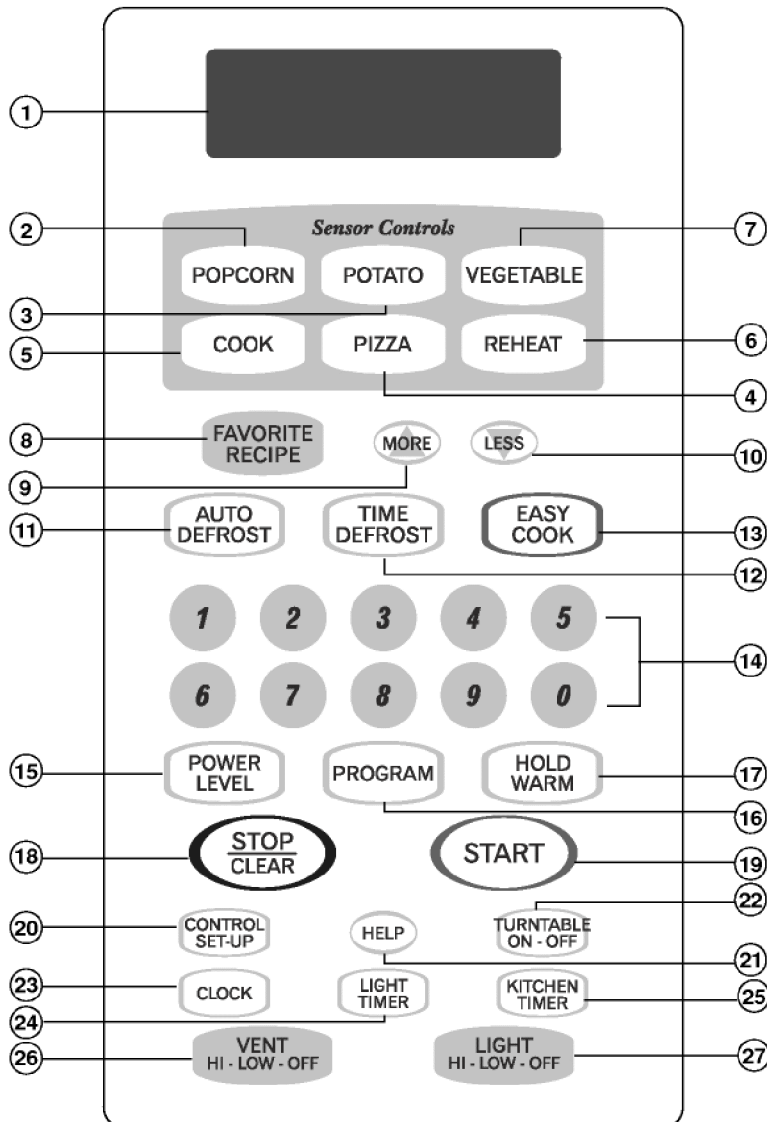 1
Sensor Controls
2
7
POPCORN
POTATO
VEGETABLE
3
5
COOK
PIZZA
REHEAT
6
4
8
FAVORITE
RECIPE
MORE
LESS
9
10
11
AUTO
DEFROST
TIME
DEFROST
EASY
COOK
13
12
1 2 3 4 5
14
6 7 8 9 0
15
POWER
LEVEL
PROGRAM
HOLD
WARM
17
16
18
STOP
CLEAR
START
19
22
20
CONTROL
SET-UP
HELP
TURNTABLE
ON - OFF
21
23
CLOCK
LIGHT
TIMER
KITCHEN
TIMER
25
24
26
VENT
HI - LOW - OFF
LIGHT
HI - LOW - OFF
27